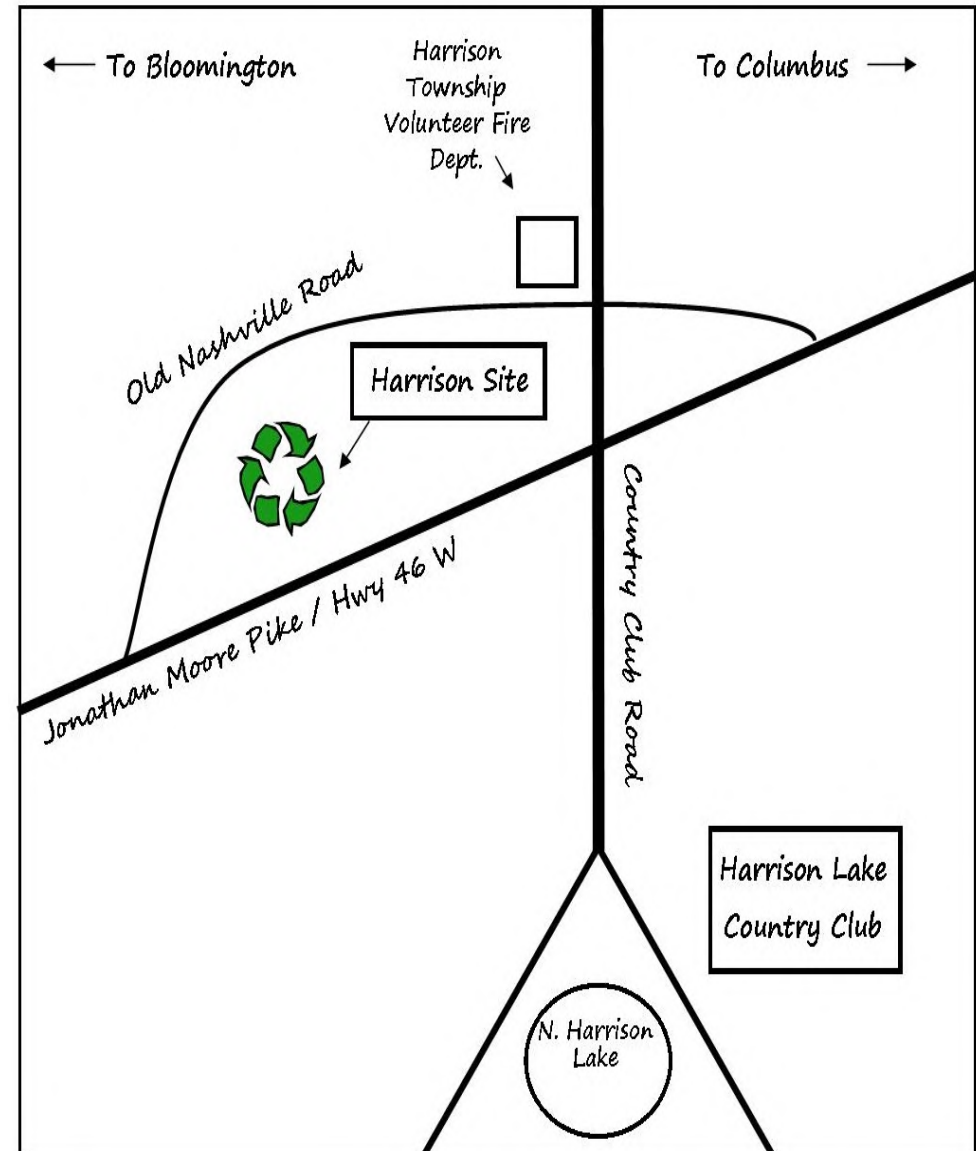 To Bloomington
Harrison
Township
Volunteer Fire
Dept.
To Columbus
Old Nashville Road
Harrison Site
Jonathan Moore Pike / Hwy 46 W
Country Club Road
Harrison Lake
Country Club
N. Harrison
Lake